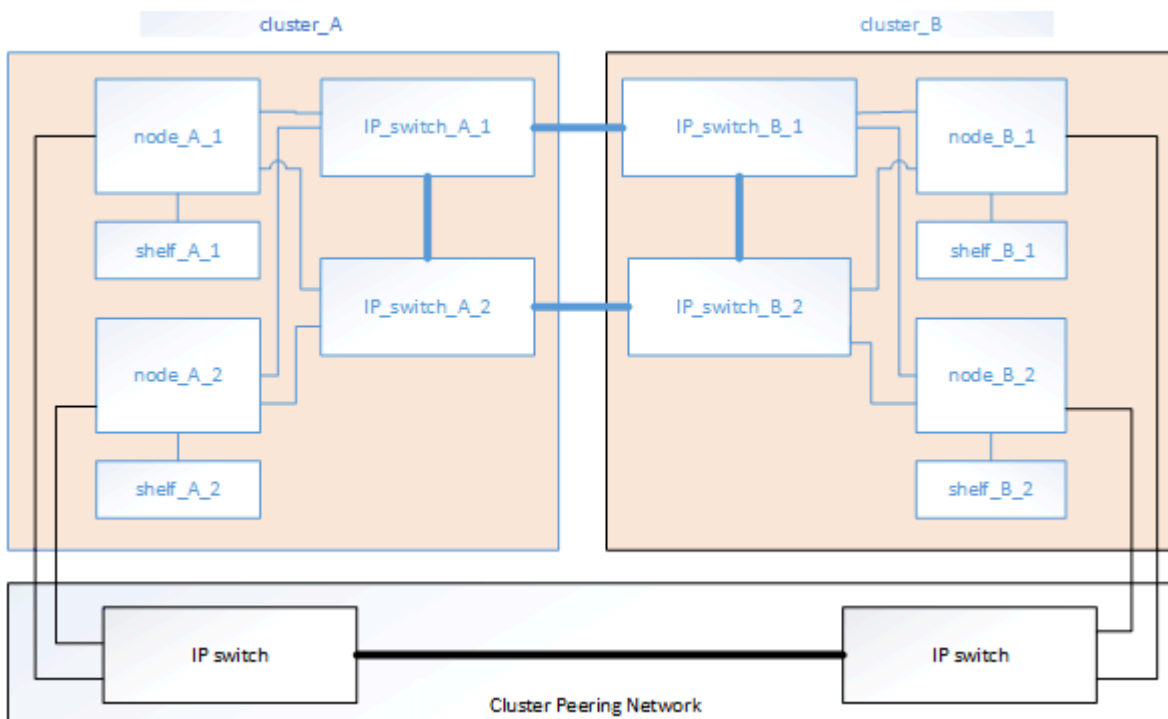 cluster_A
cluster_B
node_A_1
IP_switch_A_1
IP_switch_B_1
node_B_1
shelf_A_1
shelf_B_1
IP_switch_A_2
IP_switch_B_2
node_A_2
node_B_2
shelf_A_2
shelf_B_2
IP switch
IP switch
Cluster Peering Network